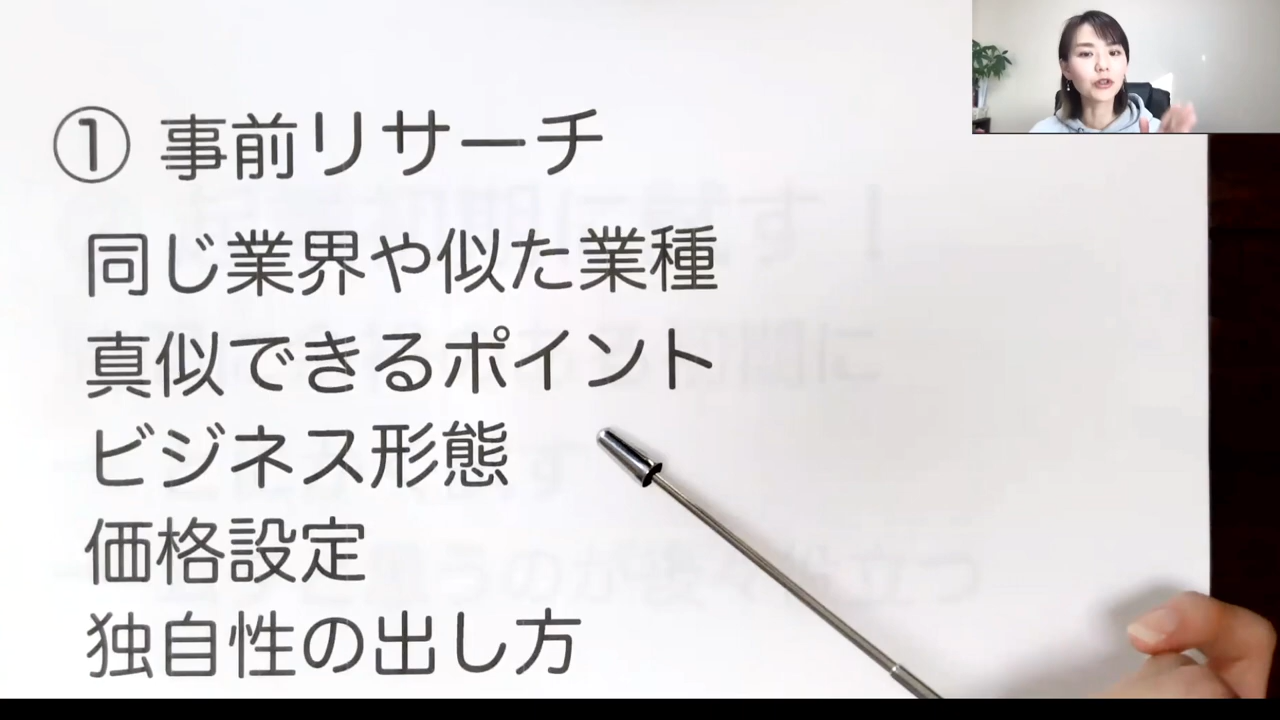 ① 事前リサーチ
同じ業界や似た業種
真似できるポイント
ビジネス形態
価格設定
独自性の出し方